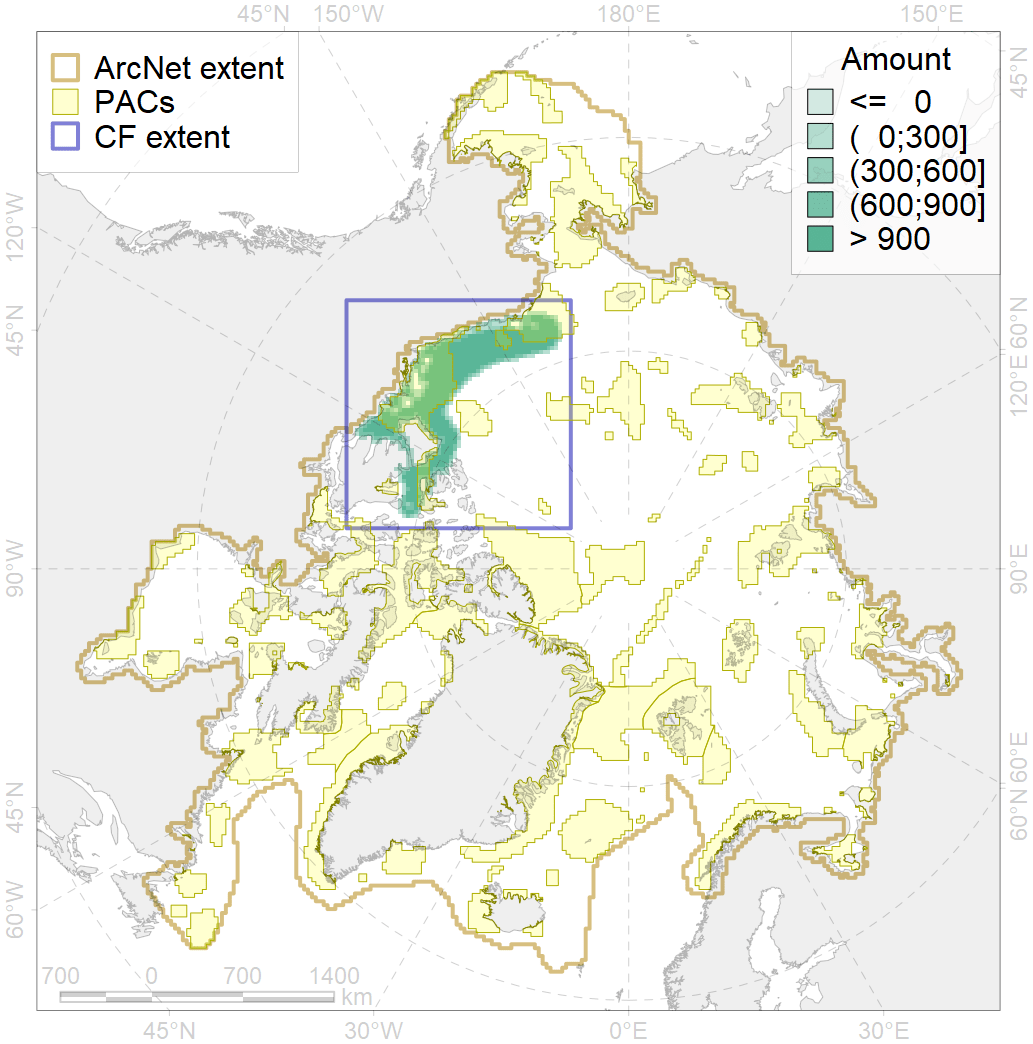 45°N 150°W 180°E 150°E
ArcNet extent
PACs
CF extent
Amount
<= 0
( 0;300]
(300;600]
(600;900]
> 900
45°N
120°W
45°N
90°W
45°N
60°W
60°N
120°E
90°E
60°E
60°N
700 0 700 1400
km
45°N 30°W 0°E 30°E